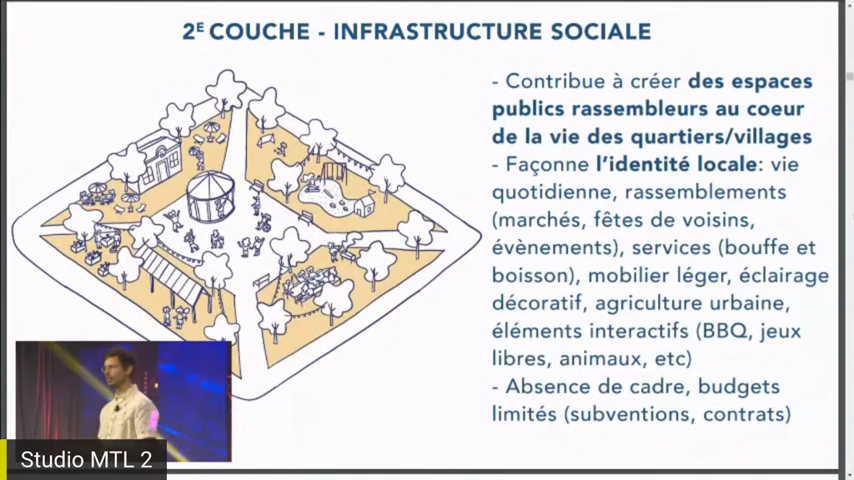 2E COUCHE - INFRASTRUCTURE SOCIALE
- Contribue à créer des espaces
publics rassembleurs au coeur
de la vie des quartiers/villages
- Façonne l'identité locale: vie
quotidienne, rassemblements
(marchés, fêtes de voisins,
évènements), services (bouffe et
boisson), mobilier léger, éclairage
décoratif, agriculture urbaine,
éléments interactifs (BBQ, jeux
libres, animaux, etc)
- Absence de cadre, budgets
limités (subventions, contrats)
Studio MTL 2